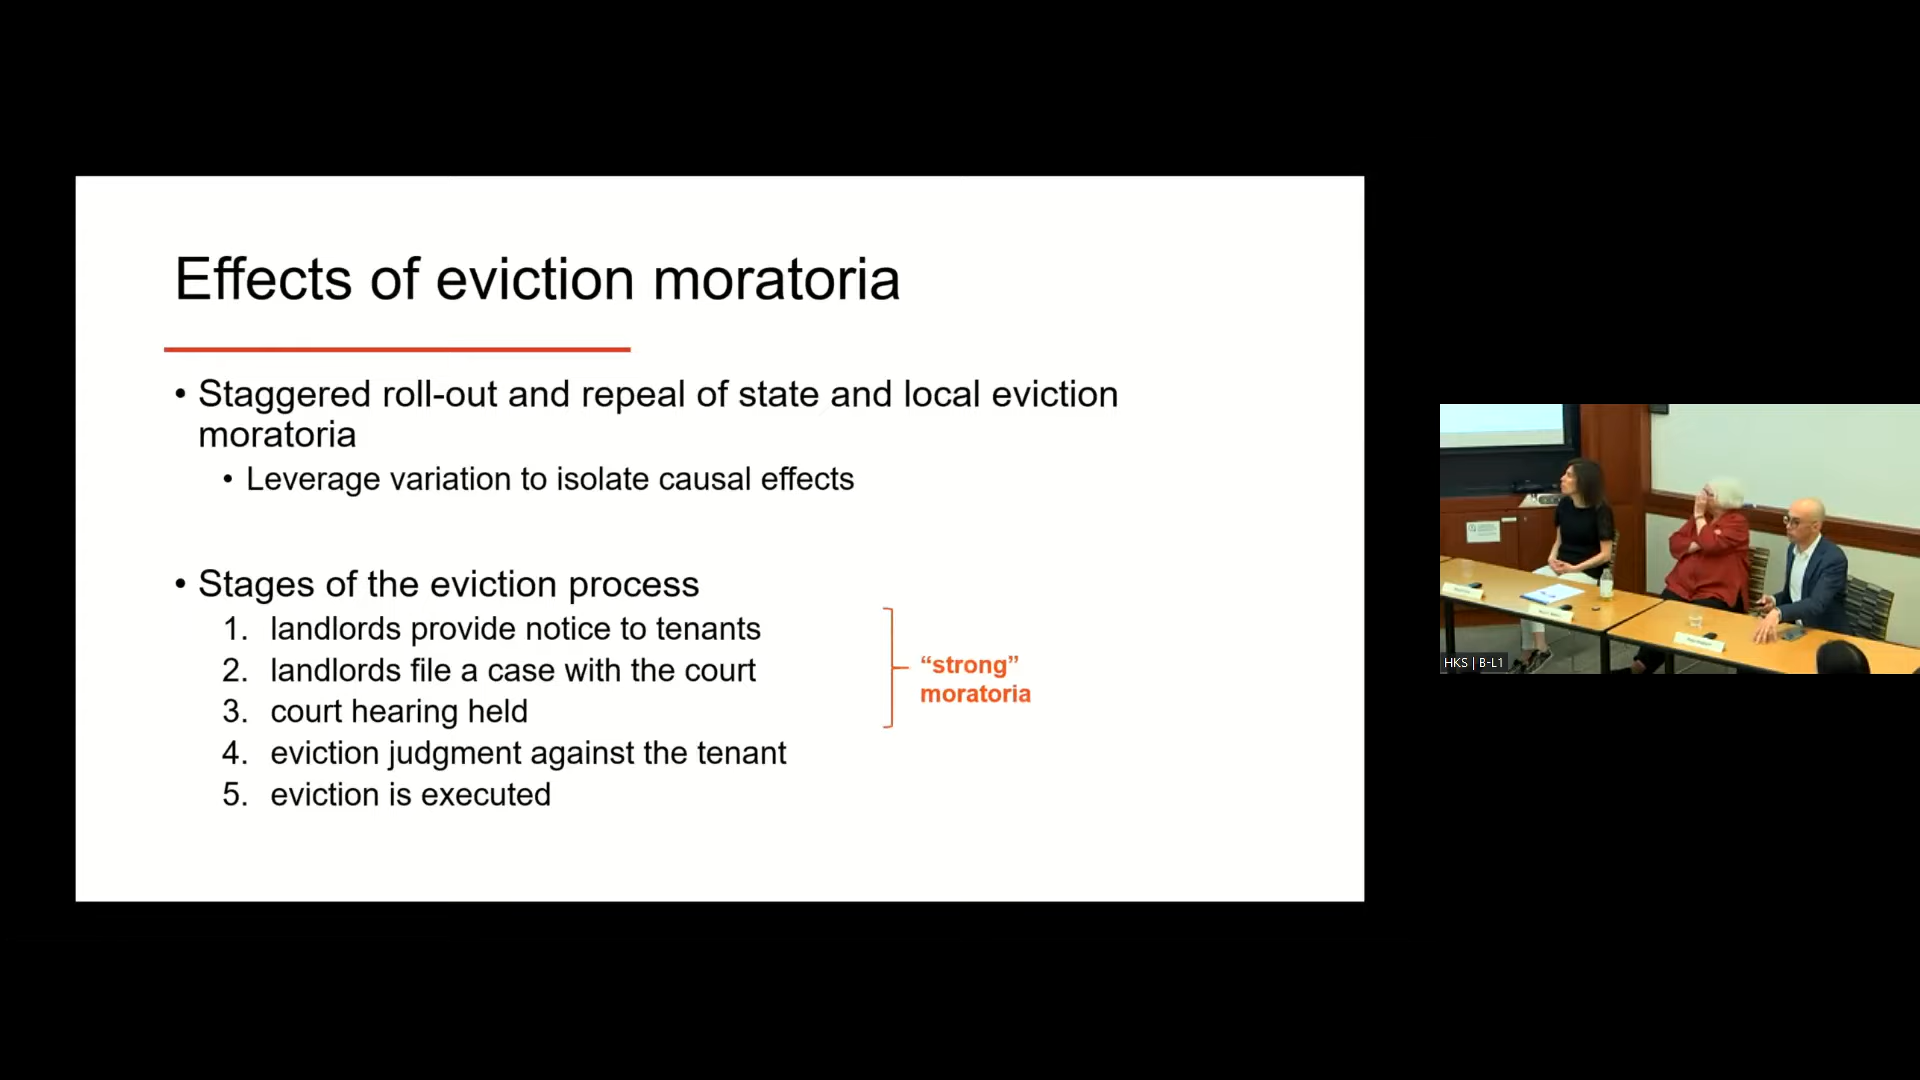 Effects of eviction moratoria
• Staggered roll-out and repeal of state and local eviction
moratoria
• Leverage variation to isolate causal effects
• Stages of the eviction process
1. landlords provide notice to tenants
2. landlords file a case with the court
3. court hearing held
4. eviction judgment against the tenant
5. eviction is executed
“strong”
moratoria
HKS | B-L1